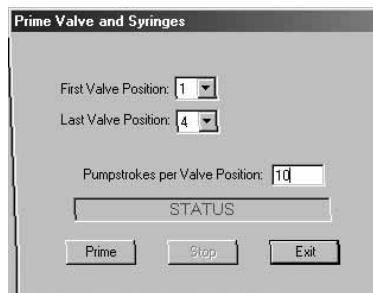 Prime Valve and Syringes
First Valve Position: 1
Last Valve Position: 4
Pumpstrokes per Valve Position: 10
STATUS
Prime Stop Exit